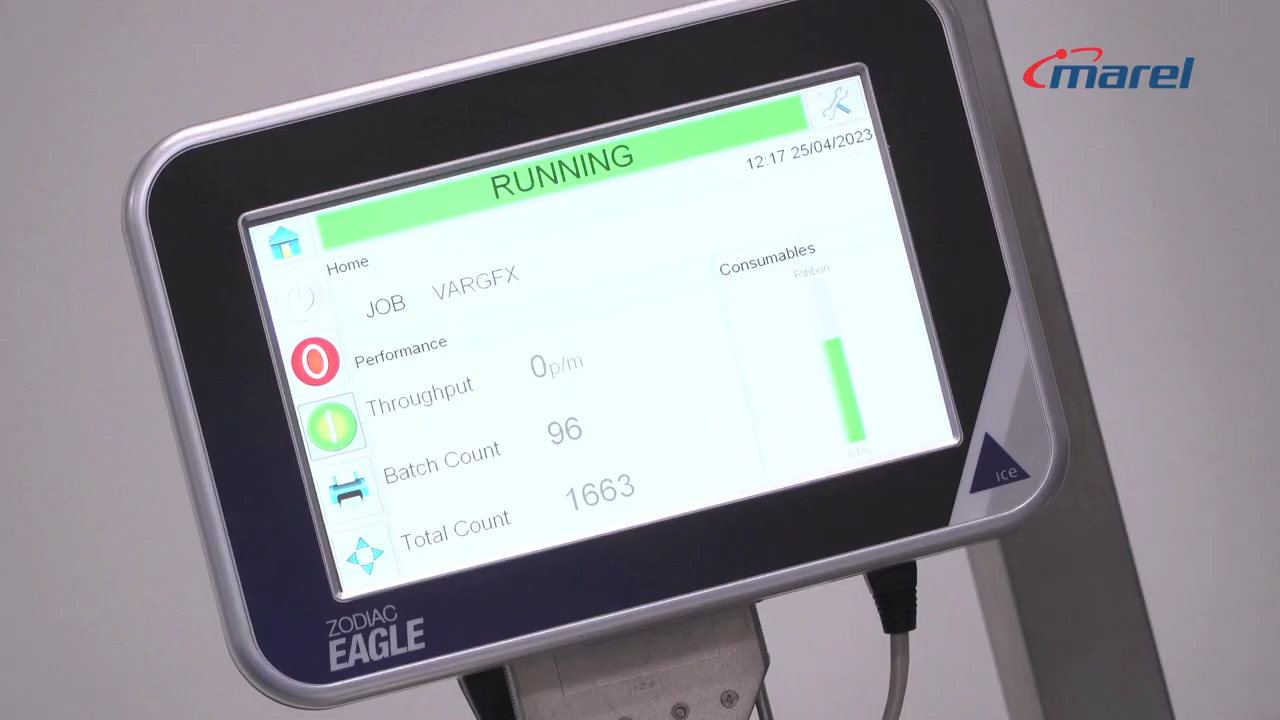 marel
RUNNING
12:17 25/04/2023
Home
JOB VARGFX
Consumables
Ribbon
Performance
Throughput 0p/m
Batch Count 96
Total Count 1663
64%
ice
ZODIAC
EAGLE